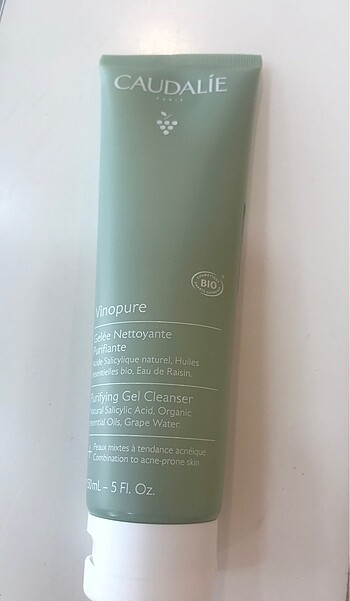 CAUDALÍE
PARIS
BIO
Vinopure
Gelée Nettoyante
Purifiante
Acide Salicylique naturel, Huiles
essentielles bio, Eau de Raisin.
Purifying Gel Cleanser
Natural Salicylic Acid, Organic
Essential Oils, Grape Water.
Peaux mixtes à tendance acnéique
Combination to acne-prone skin
150mL – 5 Fl. Oz.